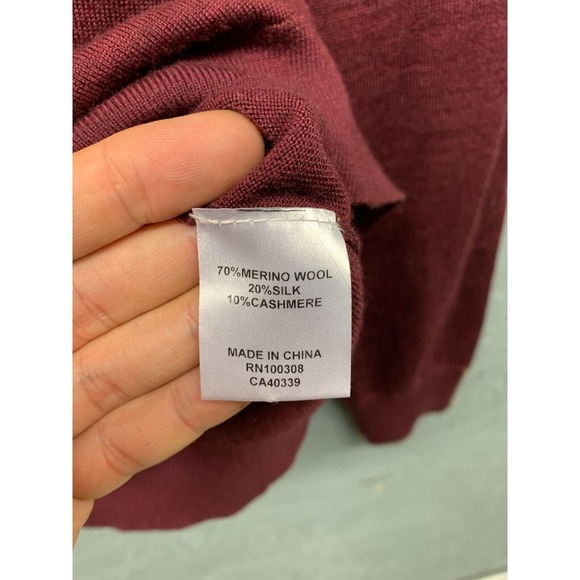 70%MERINO WOOL
20%SILK
10%CASHMERE
MADE IN CHINA
RN100308
CA40339